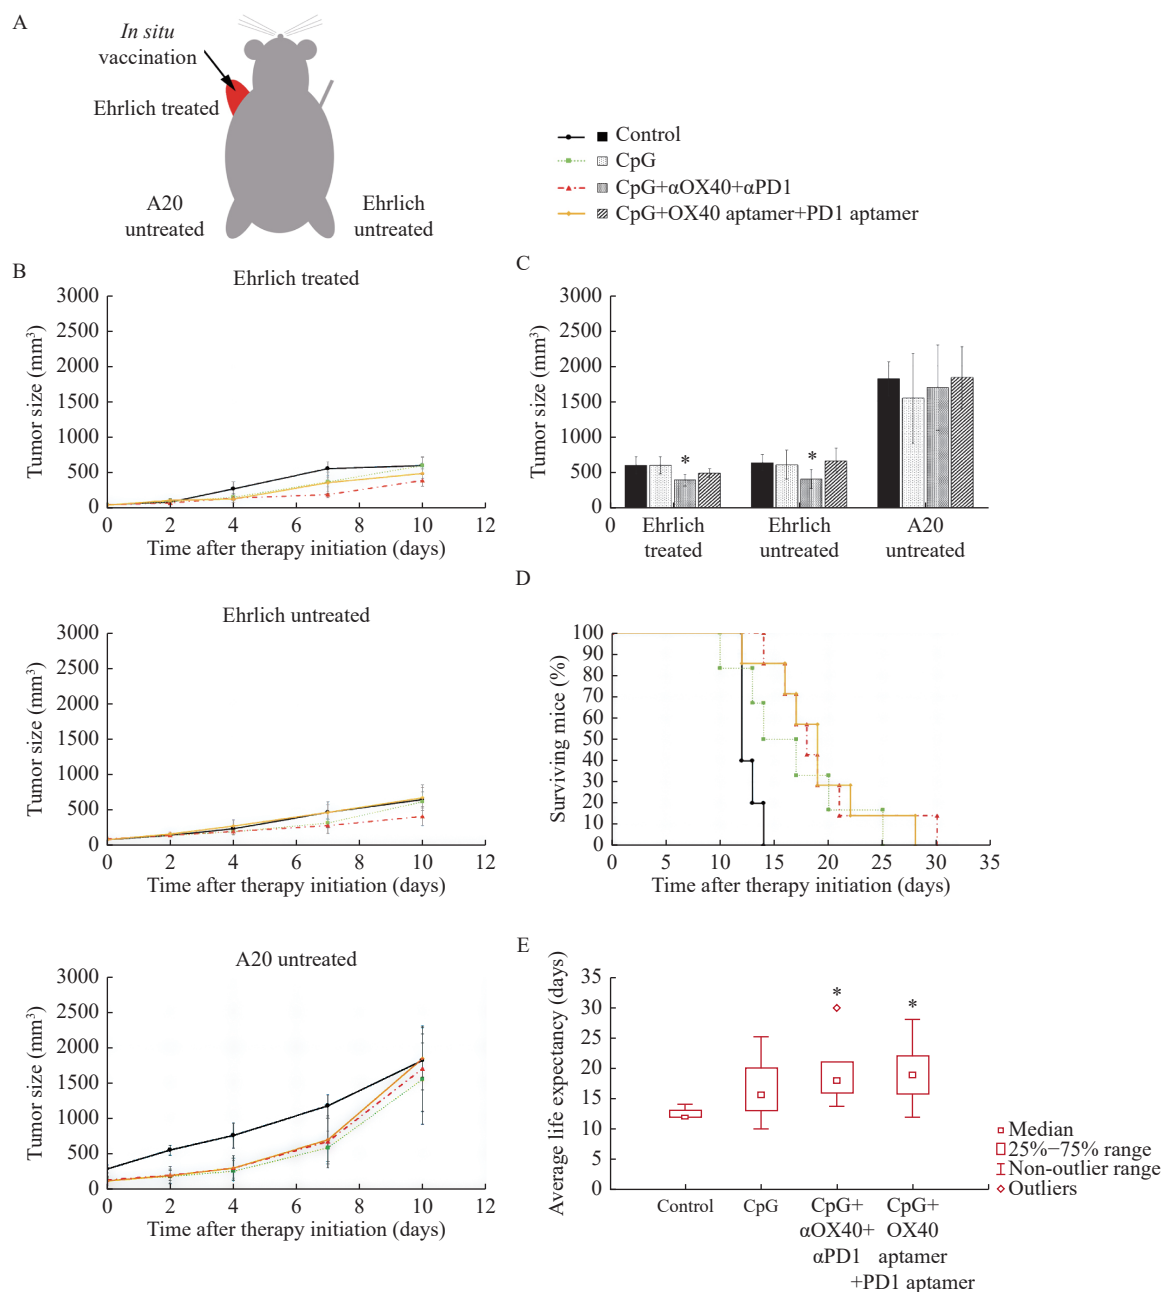 A
In situ
vaccination
Ehrlich treated
A20
untreated
Ehrlich
untreated
Control
CpG
CpG+αOX40+αPD1
CpG+OX40 aptamer+PD1 aptamer
B
Ehrlich treated
Tumor size (mm³)
3000
2500
2000
1500
1000
500
0
0 2 4 6 8 10 12
Time after therapy initiation (days)
C
Tumor size (mm³)
3000
2500
2000
1500
1000
500
0
* *
0
Ehrlich
treated
Ehrlich
untreated
A20
untreated
Ehrlich untreated
Tumor size (mm³)
3000
2500
2000
1500
1000
500
0
0 2 4 6 8 10 12
Time after therapy initiation (days)
D
Surviving mice (%)
100
90
80
70
60
50
40
30
20
10
0
0 5 10 15 20 25 30 35
Time after therapy initiation (days)
A20 untreated
Tumor size (mm³)
3000
2500
2000
1500
1000
500
0
0 2 4 6 8 10 12
Time after therapy initiation (days)
E
Average life expectancy (days)
35
30
25
20
15
10
5
0
* *
Control
CpG
CpG+
αOX40+
αPD1
CpG+
OX40
aptamer
+PD1 aptamer
Median
25%−75% range
Non-outlier range
Outliers